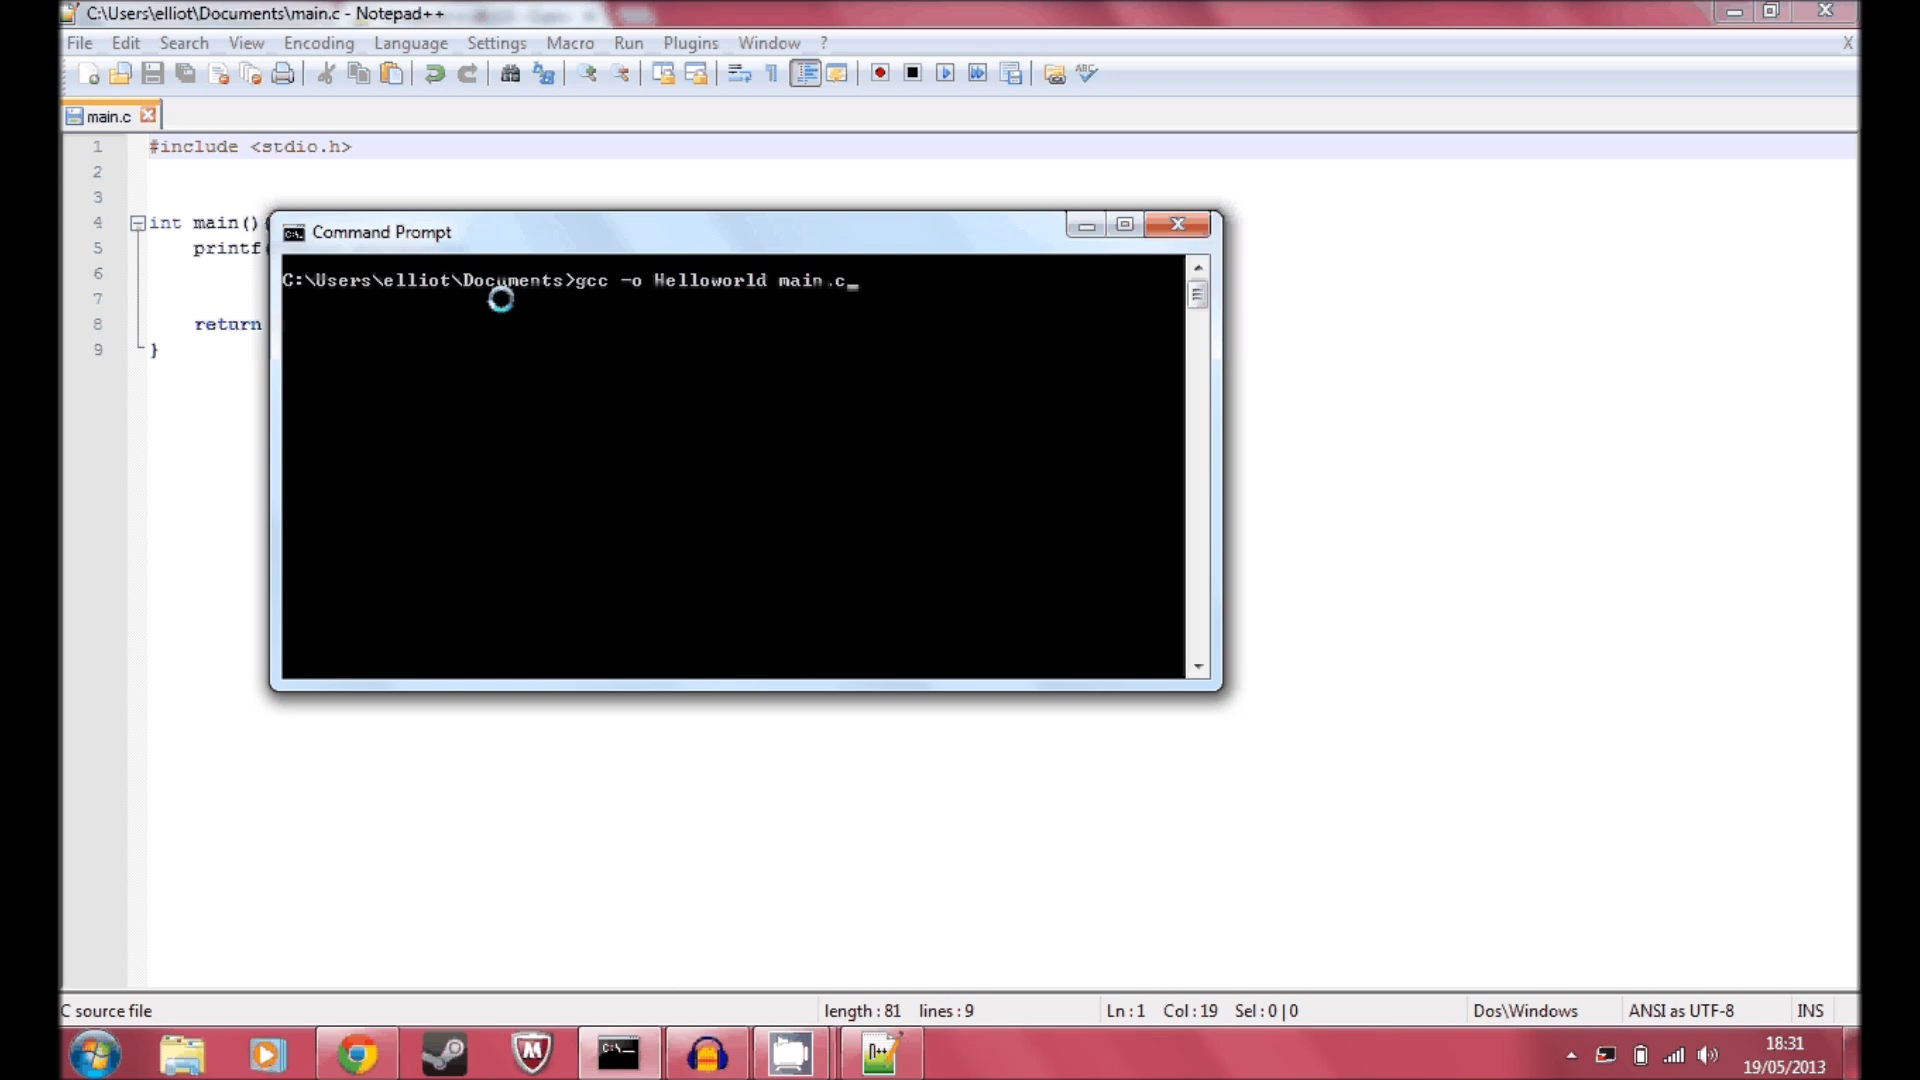 C:\Users\elliot\Documents\main.c - Notepad++
File Edit Search View Encoding Language Settings Macro Run Plugins Window ? X
main.c
1 #include <stdio.h>
2
3
4 int main(){
5 printf(
6
7
8 return
9 }
Command Prompt
C:\Users\elliot\Documents>gcc -o Helloworld main.c_
C source file length : 81 lines : 9 Ln : 1 Col : 19 Sel : 0 | 0 Dos\Windows ANSI as UTF-8 INS
18:31
19/05/2013